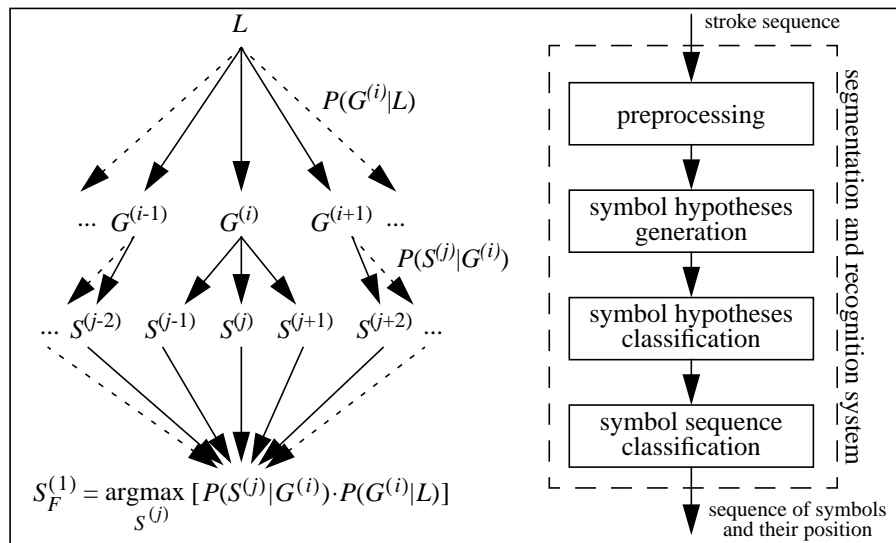 L
P(G^(i)|L)
... G^(i-1) G^(i) G^(i+1) ...
P(S^(j)|G^(i))
... S^(j-2) S^(j-1) S^(j) S^(j+1) S^(j+2) ...
S_F^(1) = argmax [P(S^(j)|G^(i))·P(G^(i)|L)]
S^(j)
stroke sequence
preprocessing
symbol hypotheses
generation
symbol hypotheses
classification
symbol sequence
classification
segmentation and recognition system
sequence of symbols
and their position